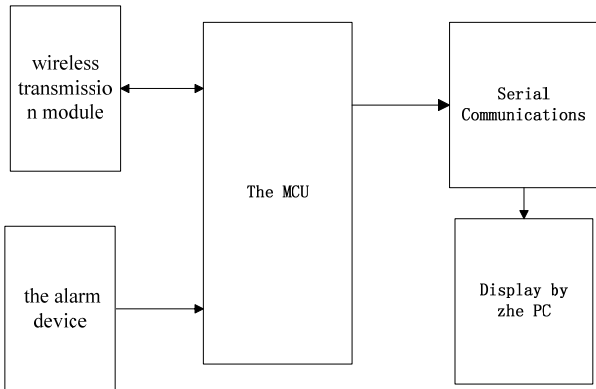 wireless
transmissio
n module
The MCU
Serial
Communications
the alarm
device
Display by
zhe PC